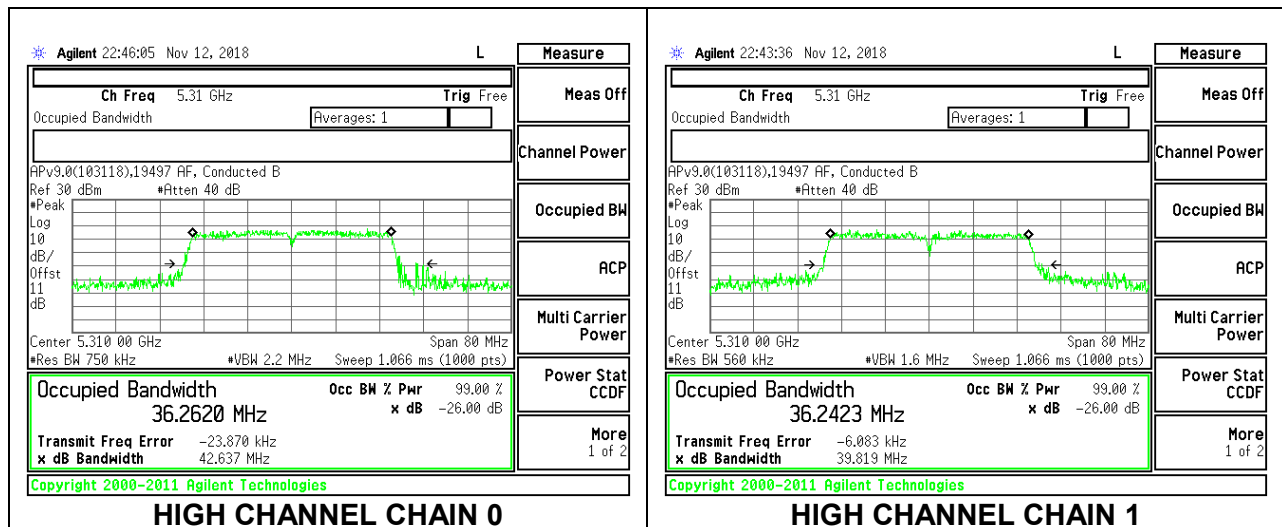 Agilent 22:46:05 Nov 12, 2018 L
Measure
Ch Freq 5.31 GHz Trig Free
Meas Off
Occupied Bandwidth Averages: 1
Channel Power
APv9.0(103118),19497 AF, Conducted B
Ref 30 dBm #Atten 40 dB
#Peak
Log
10
dB/
Offst
11
dB
Occupied BW
ACP
Multi Carrier
Power
Center 5.310 00 GHz Span 80 MHz
#Res BW 750 kHz #VBW 2.2 MHz Sweep 1.066 ms (1000 pts)
Power Stat
CCDF
Occupied Bandwidth Occ BW % Pwr 99.00 %
36.2620 MHz x dB -26.00 dB
Transmit Freq Error -23.870 kHz
x dB Bandwidth 42.637 MHz
More
1 of 2
Copyright 2000-2011 Agilent Technologies
HIGH CHANNEL CHAIN 0
Agilent 22:43:36 Nov 12, 2018 L
Measure
Ch Freq 5.31 GHz Trig Free
Meas Off
Occupied Bandwidth Averages: 1
Channel Power
APv9.0(103118),19497 AF, Conducted B
Ref 30 dBm #Atten 40 dB
#Peak
Log
10
dB/
Offst
11
dB
Occupied BW
ACP
Multi Carrier
Power
Center 5.310 00 GHz Span 80 MHz
#Res BW 560 kHz #VBW 1.6 MHz Sweep 1.066 ms (1000 pts)
Power Stat
CCDF
Occupied Bandwidth Occ BW % Pwr 99.00 %
36.2423 MHz x dB -26.00 dB
Transmit Freq Error -6.083 kHz
x dB Bandwidth 39.819 MHz
More
1 of 2
Copyright 2000-2011 Agilent Technologies
HIGH CHANNEL CHAIN 1